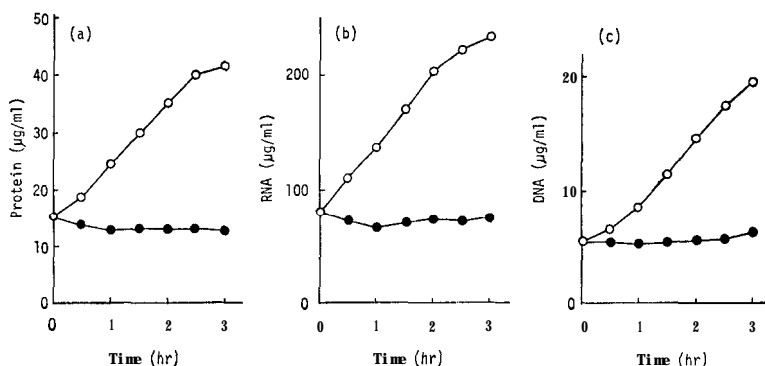 (a)
50
40
30
20
10
0
Protein (µg/ml)
0 1 2 3
Time (hr)
(b)
200
100
0
RNA (µg/ml)
0 1 2 3
Time (hr)
(c)
20
10
0
DNA (µg/ml)
0 1 2 3
Time (hr)